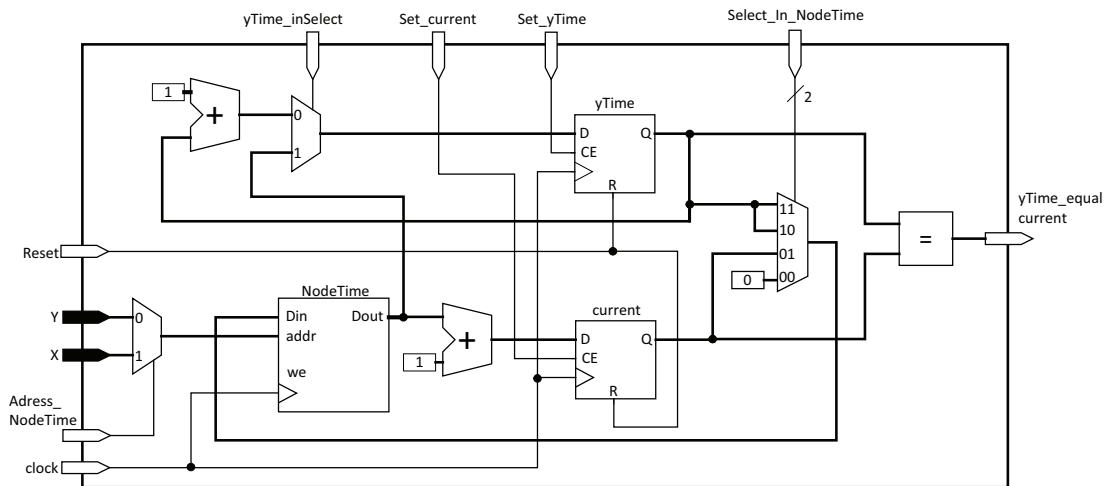 yTime_inSelect
Set_current
Set_yTime
Select_In_NodeTime
1
+
0
1
2
yTime
D
Q
CE
R
11
10
01
00
0
=
yTime_equal
current
Reset
Y
X
0
1
NodeTime
Din
Dout
addr
we
+
1
current
D
Q
CE
R
Adress_
NodeTime
clock